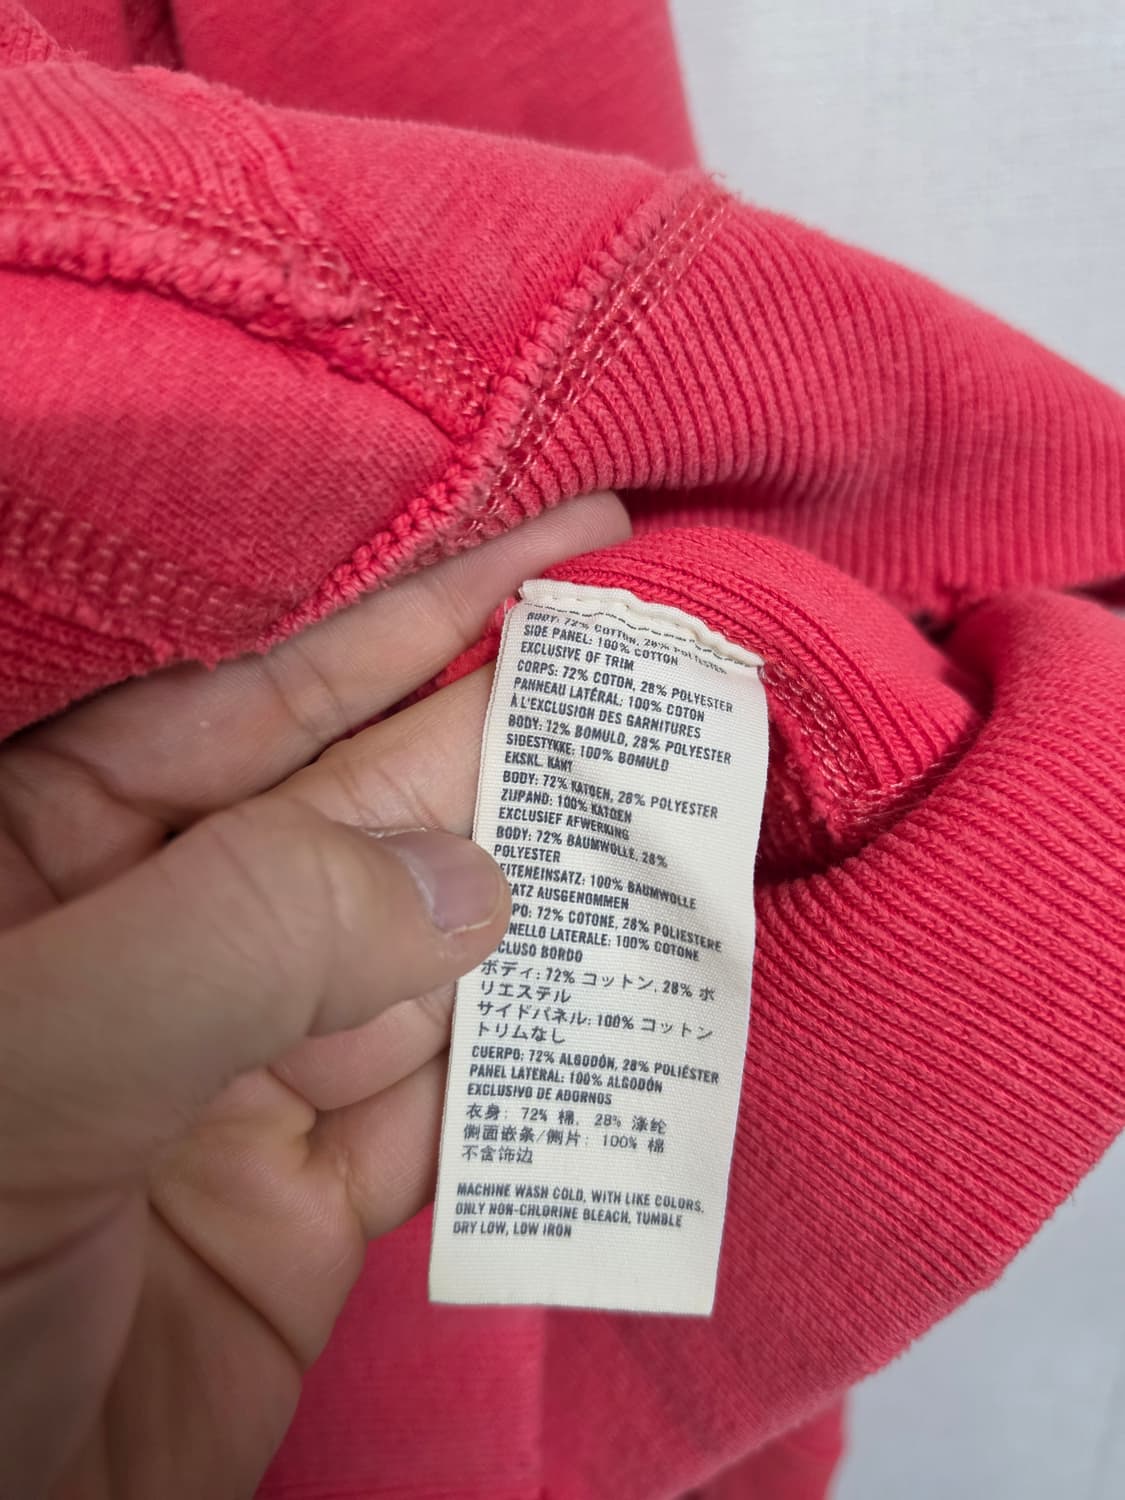 BODY: 72% COTTON, 28% POLYESTER
SIDE PANEL: 100% COTTON
EXCLUSIVE OF TRIM
CORPS: 72% COTON, 28% POLYESTER
PANNEAU LATÉRAL: 100% COTON
À L'EXCLUSION DES GARNITURES
BODY: 72% BOMULD, 28% POLYESTER
SIDESTYKKE: 100% BOMULD
EKSKL. KANT
BODY: 72% KATOEN, 28% POLYESTER
ZIJPAND: 100% KATOEN
EXCLUSIEF AFWERKING
BODY: 72% BAUMWOLLE, 28%
POLYESTER
EITENEINSATZ: 100% BAUMWOLLE
ATZ AUSGENOMMEN
PO: 72% COTONE, 28% POLIESTERE
NELLO LATERALE: 100% COTONE
CLUSO BORDO
ボディ: 72% コットン, 28% ポ
リエステル
サイドパネル: 100% コットン
トリムなし
CUERPO: 72% ALGODÓN, 28% POLIÉSTER
PANEL LATERAL: 100% ALGODÓN
EXCLUSIVO DE ADORNOS
衣身: 72% 棉, 28% 涤纶
侧面嵌条/侧片: 100% 棉
不含饰边
MACHINE WASH COLD, WITH LIKE COLORS,
ONLY NON-CHLORINE BLEACH, TUMBLE
DRY LOW, LOW IRON